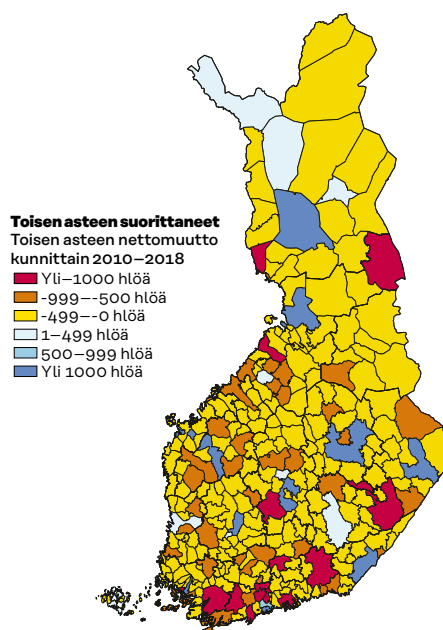 Toisen asteen suorittaneet
Toisen asteen nettomuutto
kunnittain 2010–2018
Yli–1000 hlöä
-999–-500 hlöä
-499–-0 hlöä
1–499 hlöä
500–999 hlöä
Yli 1000 hlöä